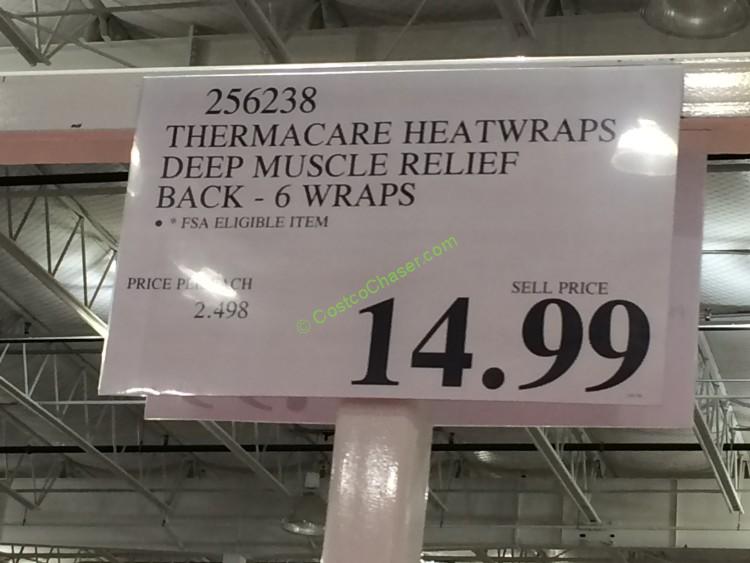 256238
THERMACARE HEATWRAPS
DEEP MUSCLE RELIEF
BACK - 6 WRAPS
• * FSA ELIGIBLE ITEM
PRICE PER EACH
2.498
SELL PRICE
14.99
© CostcoChaser.com